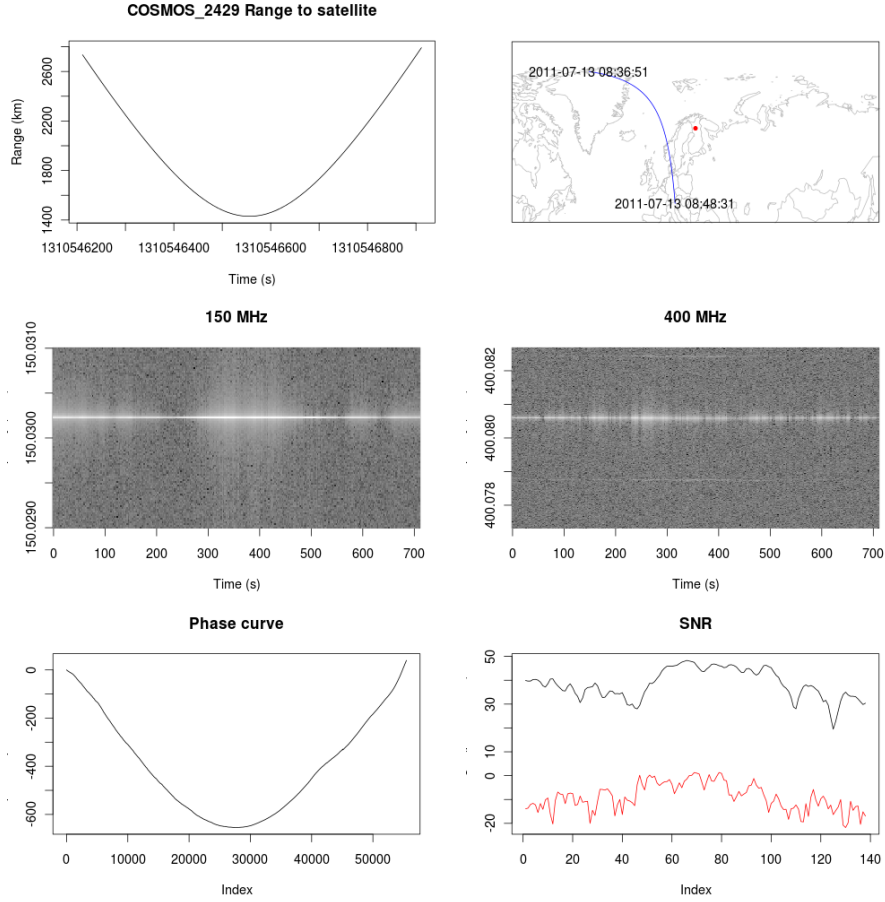 COSMOS_2429 Range to satellite
Range (km)
2600
2200
1800
1400
1310546200 1310546400 1310546600 1310546800
Time (s)
2011-07-13 08:36:51
2011-07-13 08:48:31
150 MHz
150.0310
150.0300
150.0290
0 100 200 300 400 500 600 700
Time (s)
400 MHz
400.082
400.080
400.078
0 100 200 300 400 500 600 700
Time (s)
Phase curve
0
-200
-400
-600
0 10000 20000 30000 40000 50000
Index
SNR
50
30
10
0
-20
0 20 40 60 80 100 120 140
Index